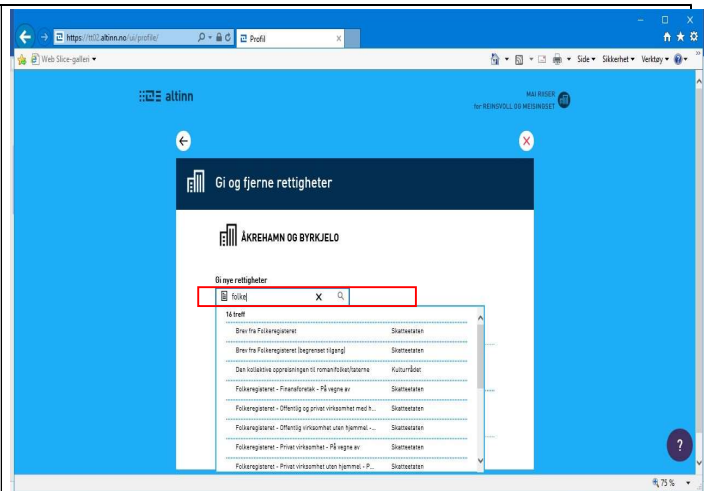 https://tt02.altinn.no/ui/profile/
Profil
Web Slice-galleri
Side Sikkerhet Verktøy
altinn
MAI RIISER
for REINSVOLL OG MEISINGSET
Gi og fjerne rettigheter
ÅKREHAMN OG BYRKJELO
Gi nye rettigheter
folke
16 treff
Brev fra Folkeregisteret Skatteetaten
Brev fra Folkeregisteret (begrenset tilgang) Skatteetaten
Den kollektive oppreisningen til romanifolket/taterne Kulturrådet
Folkeregisteret - Finansforetak - På vegne av Skatteetaten
Folkeregisteret - Offentlig og privat virksomhet med h... Skatteetaten
Folkeregisteret - Offentlig virksomhet uten hjemmel -... Skatteetaten
Folkeregisteret - Privat virksomhet - På vegne av Skatteetaten
Folkeregisteret - Privat virksomhet uten hjemmel - P... Skatteetaten
?
75 %